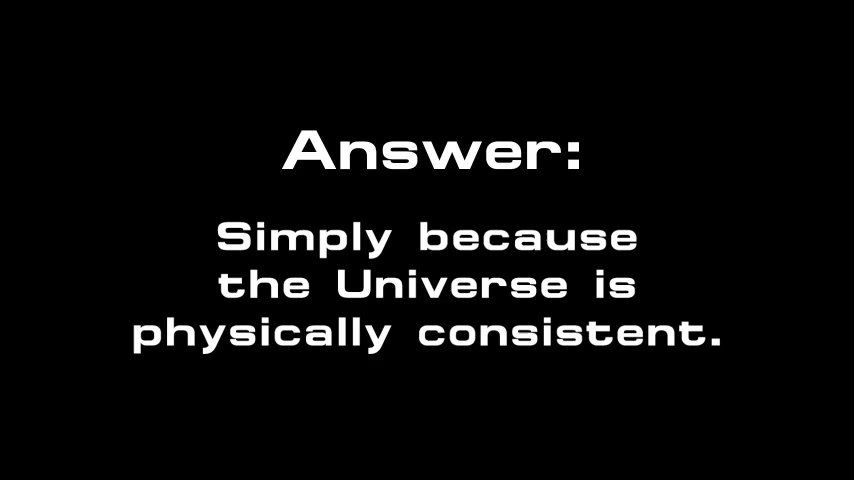 Answer:
Simply because
the Universe is
physically consistent.